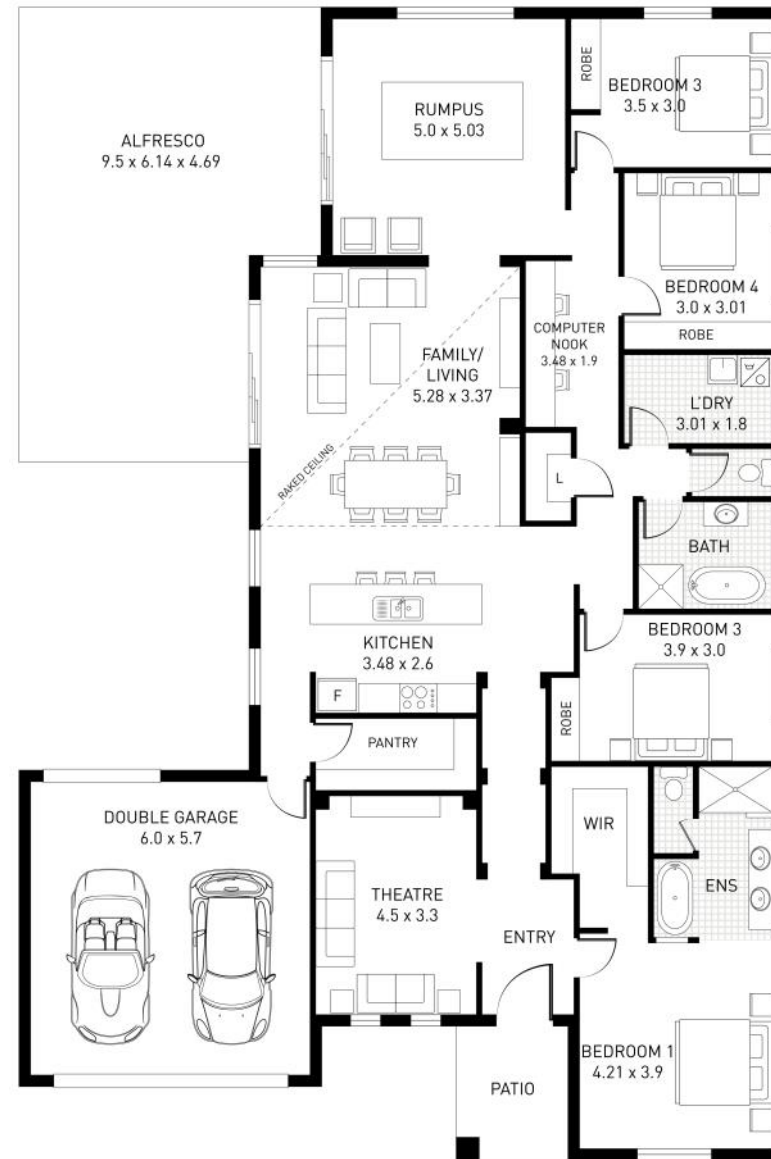 ROBE
BEDROOM 3
3.5 x 3.0
RUMPUS
5.0 x 5.03
ALFRESCO
9.5 x 6.14 x 4.69
BEDROOM 4
3.0 x 3.01
ROBE
COMPUTER
NOOK
3.48 x 1.9
FAMILY/
LIVING
5.28 x 3.37
L'DRY
3.01 x 1.8
RAKED CEILING
L
BATH
KITCHEN
3.48 x 2.6
BEDROOM 3
3.9 x 3.0
F
ROBE
PANTRY
DOUBLE GARAGE
6.0 x 5.7
WIR
THEATRE
4.5 x 3.3
ENS
ENTRY
BEDROOM 1
4.21 x 3.9
PATIO